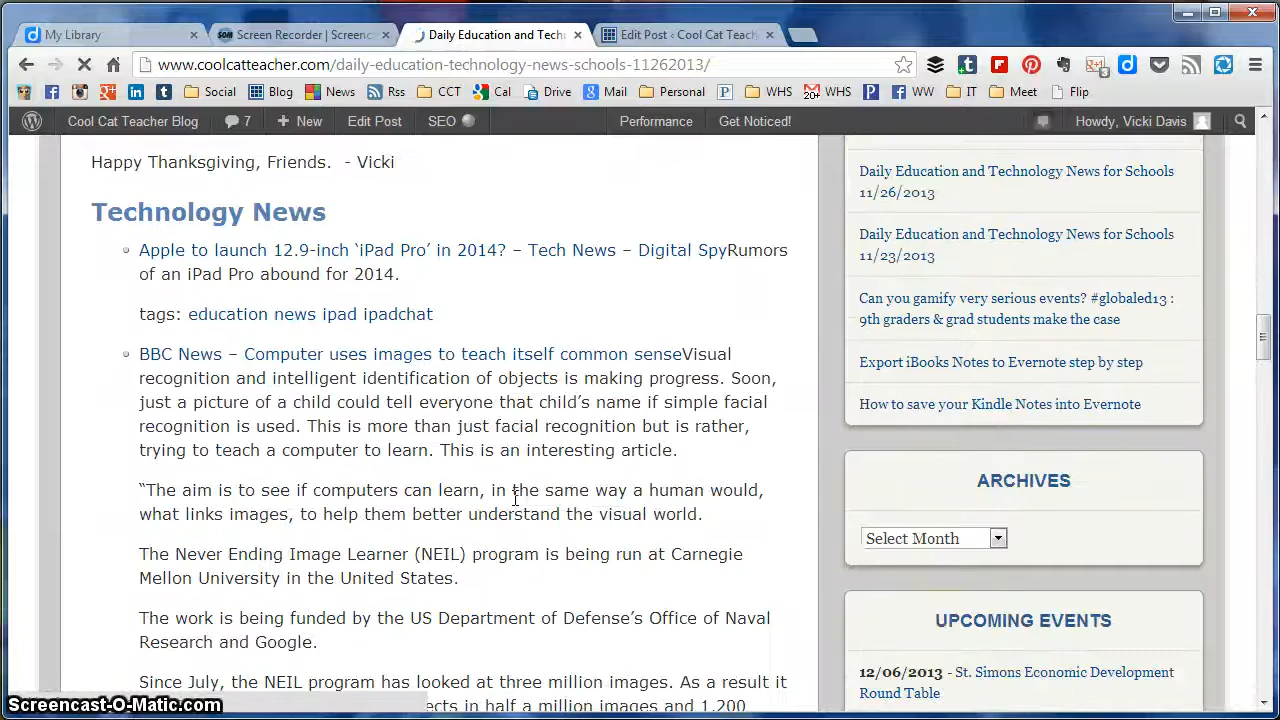 My Library
Screen Recorder | Screenc
Daily Education and Tech
Edit Post ‹ Cool Cat Teach
www.coolcatteacher.com/daily-education-technology-news-schools-11262013/
Social
Blog
News
Rss
CCT
Cal
Drive
Mail
Personal
WHS
20+
WHS
WW
IT
Meet
Flip
Cool Cat Teacher Blog
7
+ New
Edit Post
SEO
Performance
Get Noticed!
Howdy, Vicki Davis
Happy Thanksgiving, Friends. - Vicki
Technology News
Apple to launch 12.9-inch ‘iPad Pro’ in 2014? – Tech News – Digital SpyRumors
of an iPad Pro abound for 2014.
tags: education news ipad ipadchat
BBC News – Computer uses images to teach itself common senseVisual
recognition and intelligent identification of objects is making progress. Soon,
just a picture of a child could tell everyone that child’s name if simple facial
recognition is used. This is more than just facial recognition but is rather,
trying to teach a computer to learn. This is an interesting article.
“The aim is to see if computers can learn, in the same way a human would,
what links images, to help them better understand the visual world.
The Never Ending Image Learner (NEIL) program is being run at Carnegie
Mellon University in the United States.
The work is being funded by the US Department of Defense’s Office of Naval
Research and Google.
Since July, the NEIL program has looked at three million images. As a result it
ects in half a million images and 1,200
Daily Education and Technology News for Schools
11/26/2013
Daily Education and Technology News for Schools
11/23/2013
Can you gamify very serious events? #globaled13 :
9th graders & grad students make the case
Export iBooks Notes to Evernote step by step
How to save your Kindle Notes into Evernote
ARCHIVES
Select Month
UPCOMING EVENTS
12/06/2013 - St. Simons Economic Development
Round Table
Screencast-O-Matic.com